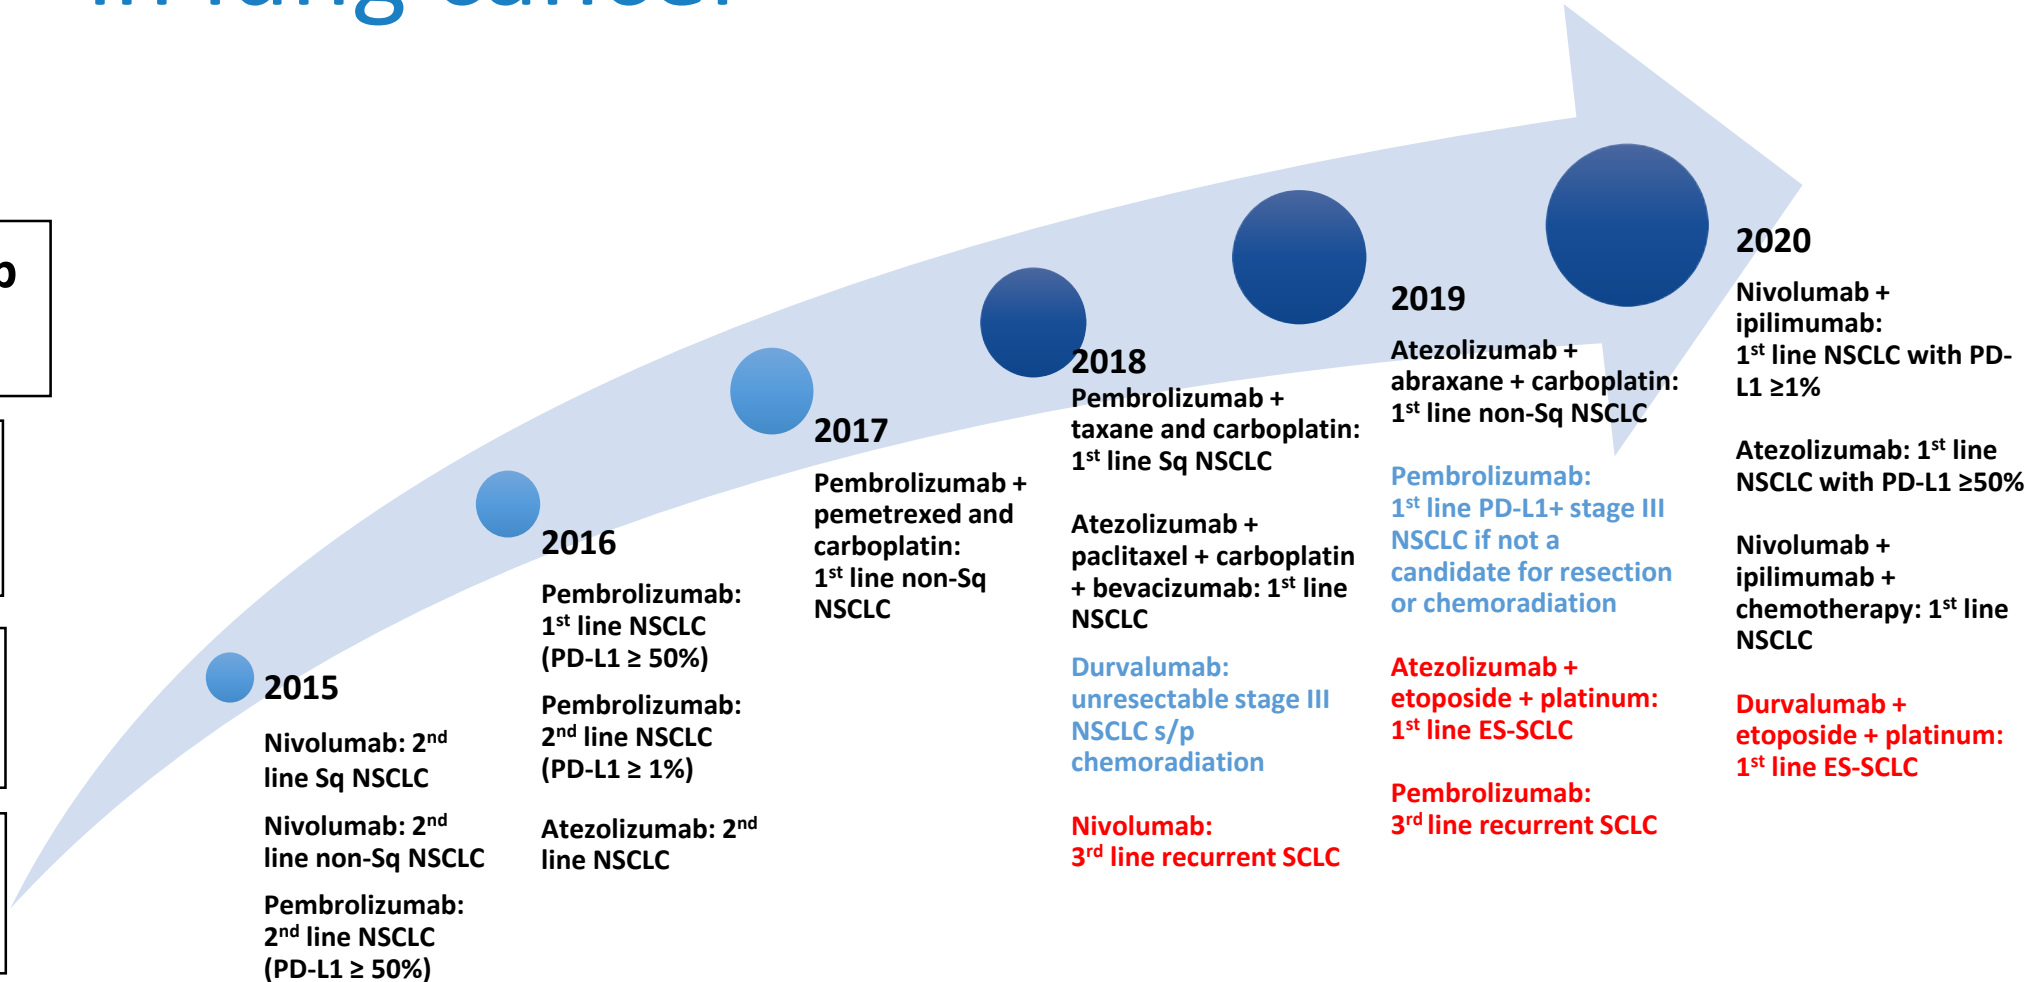 in lung cancer
2015
Nivolumab: 2nd
line Sq NSCLC
Nivolumab: 2nd
line non-Sq NSCLC
Pembrolizumab:
2nd line NSCLC
(PD-L1 ≥ 50%)
2016
Pembrolizumab:
1st line NSCLC
(PD-L1 ≥ 50%)
Pembrolizumab:
2nd line NSCLC
(PD-L1 ≥ 1%)
Atezolizumab: 2nd
line NSCLC
2017
Pembrolizumab +
pemetrexed and
carboplatin:
1st line non-Sq
NSCLC
2018
Pembrolizumab +
taxane and carboplatin:
1st line Sq NSCLC
Atezolizumab +
paclitaxel + carboplatin
+ bevacizumab: 1st line
NSCLC
Durvalumab:
unresectable stage III
NSCLC s/p
chemoradiation
Nivolumab:
3rd line recurrent SCLC
2019
Atezolizumab +
abraxane + carboplatin:
1st line non-Sq NSCLC
Pembrolizumab:
1st line PD-L1+ stage III
NSCLC if not a
candidate for resection
or chemoradiation
Atezolizumab +
etoposide + platinum:
1st line ES-SCLC
Pembrolizumab:
3rd line recurrent SCLC
2020
Nivolumab +
ipilimumab:
1st line NSCLC with PD-
L1 ≥1%
Atezolizumab: 1st line
NSCLC with PD-L1 ≥50%
Nivolumab +
ipilimumab +
chemotherapy: 1st line
NSCLC
Durvalumab +
etoposide + platinum:
1st line ES-SCLC